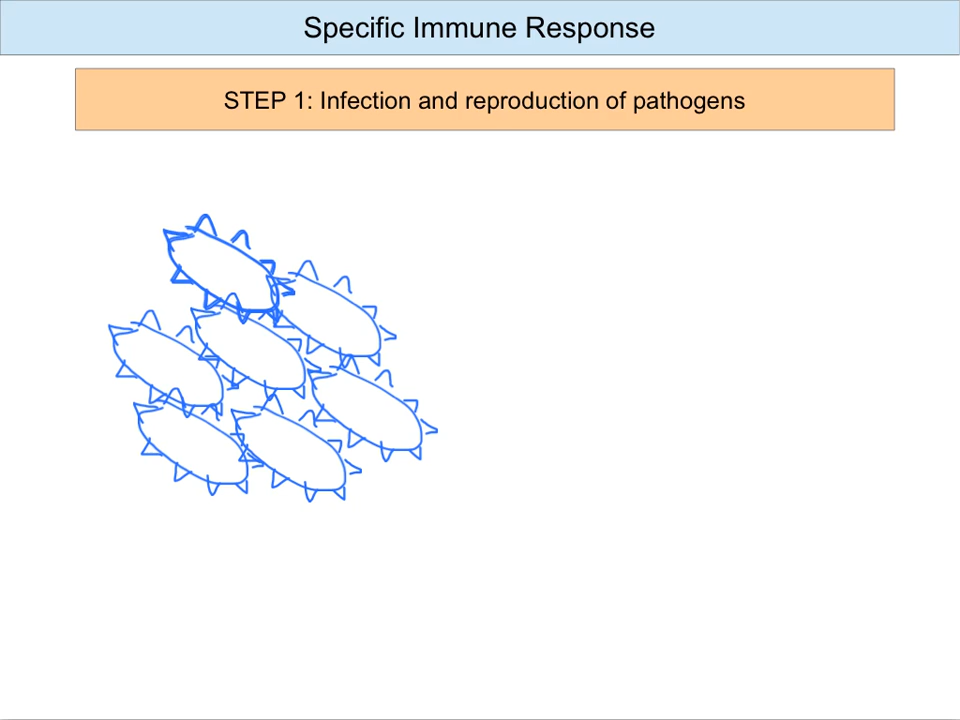 Specific Immune Response
STEP 1: Infection and reproduction of pathogens